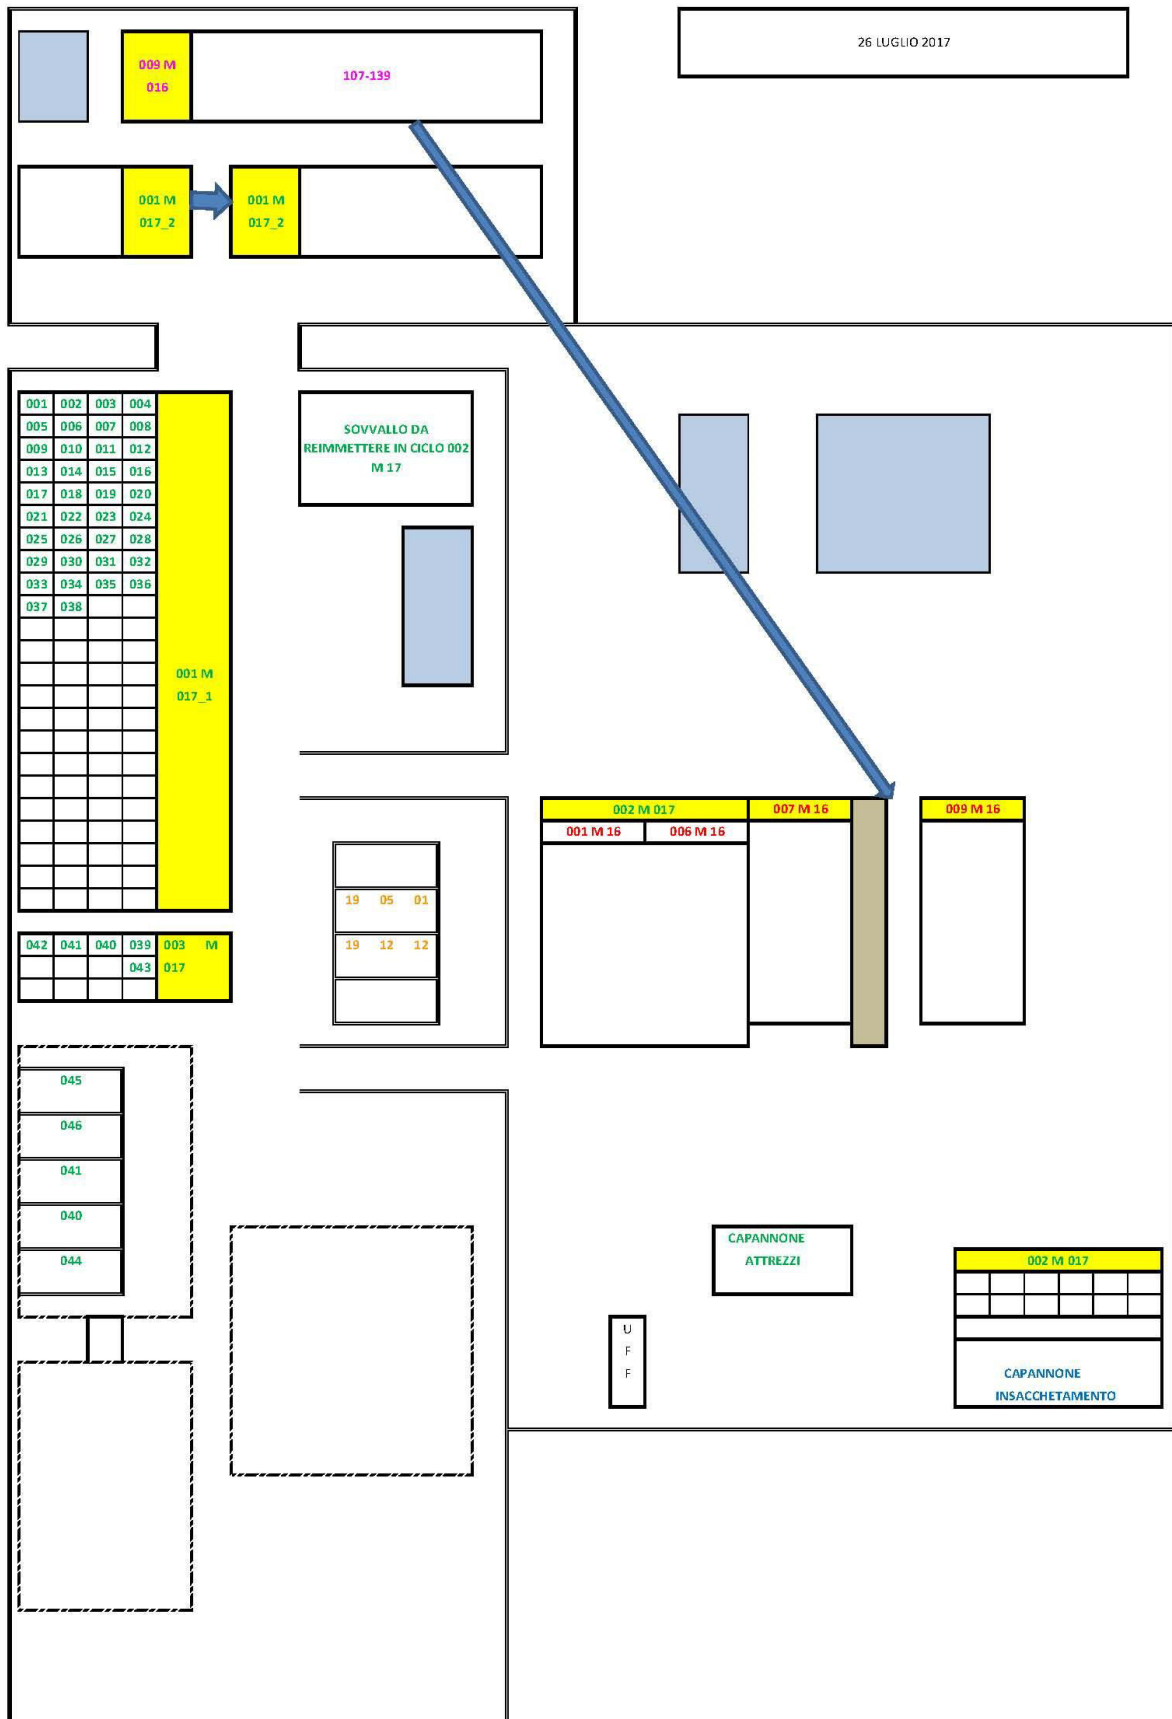 26 LUGLIO 2017
009 M
016
107-139
001 M
017_2
001 M
017_2
001 002 003 004
005 006 007 008
009 010 011 012
013 014 015 016
017 018 019 020
021 022 023 024
025 026 027 028
029 030 031 032
033 034 035 036
037 038
001 M
017_1
SOVVALLO DA
REIMMETTERE IN CICLO 002
M 17
002 M 017
007 M 16
009 M 16
001 M 16
006 M 16
19 05 01
19 12 12
042 041 040 039
043
003 M
017
045
046
041
040
044
CAPANNONE
ATTREZZI
U
F
F
002 M 017
CAPANNONE
INSACCHETAMENTO